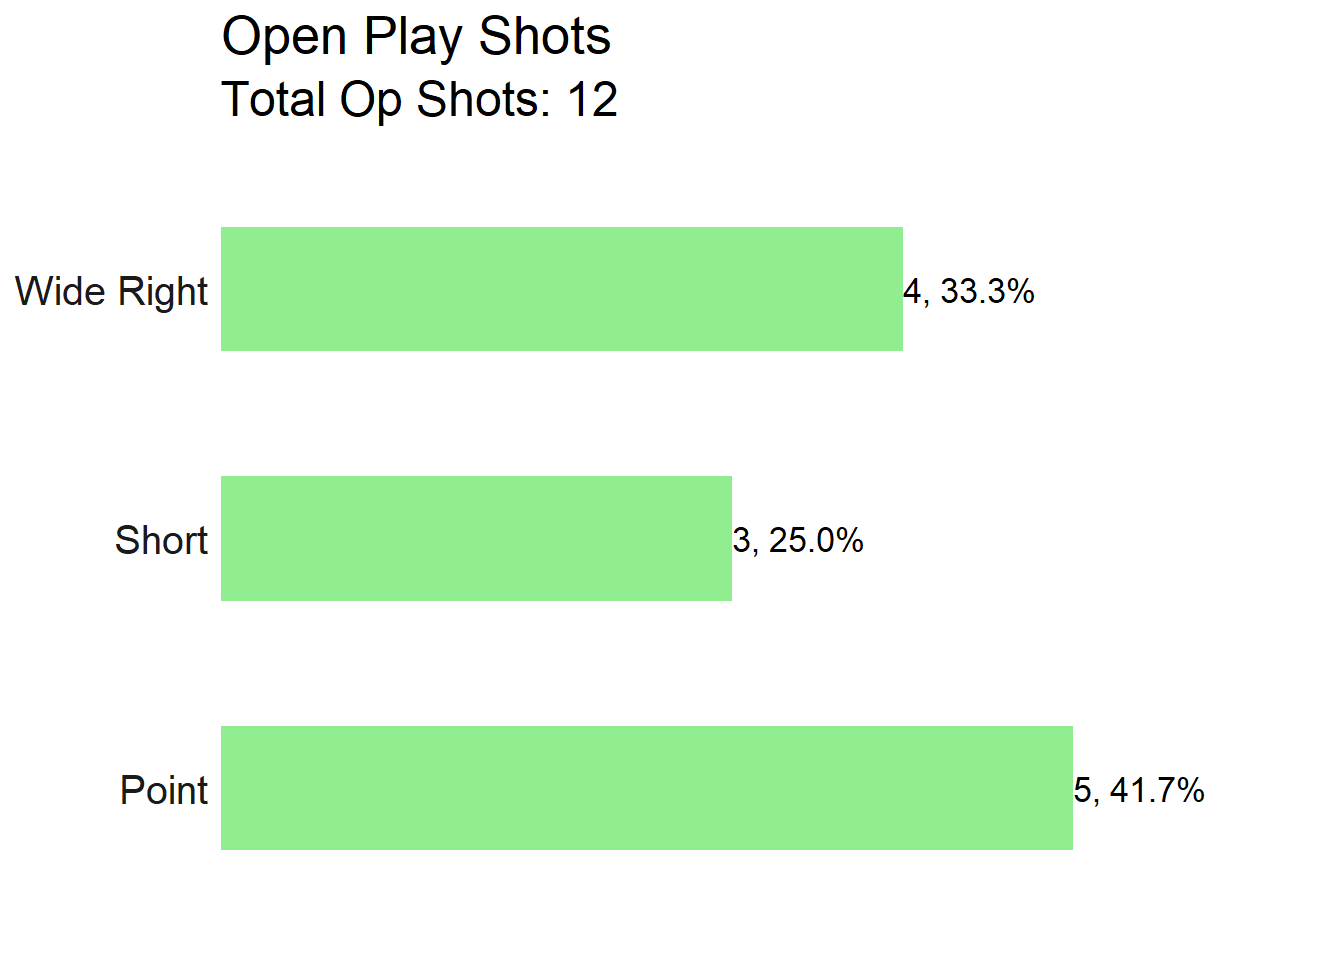 Open Play Shots
Total Op Shots: 12
Wide Right
4, 33.3%
Short
3, 25.0%
Point
5, 41.7%